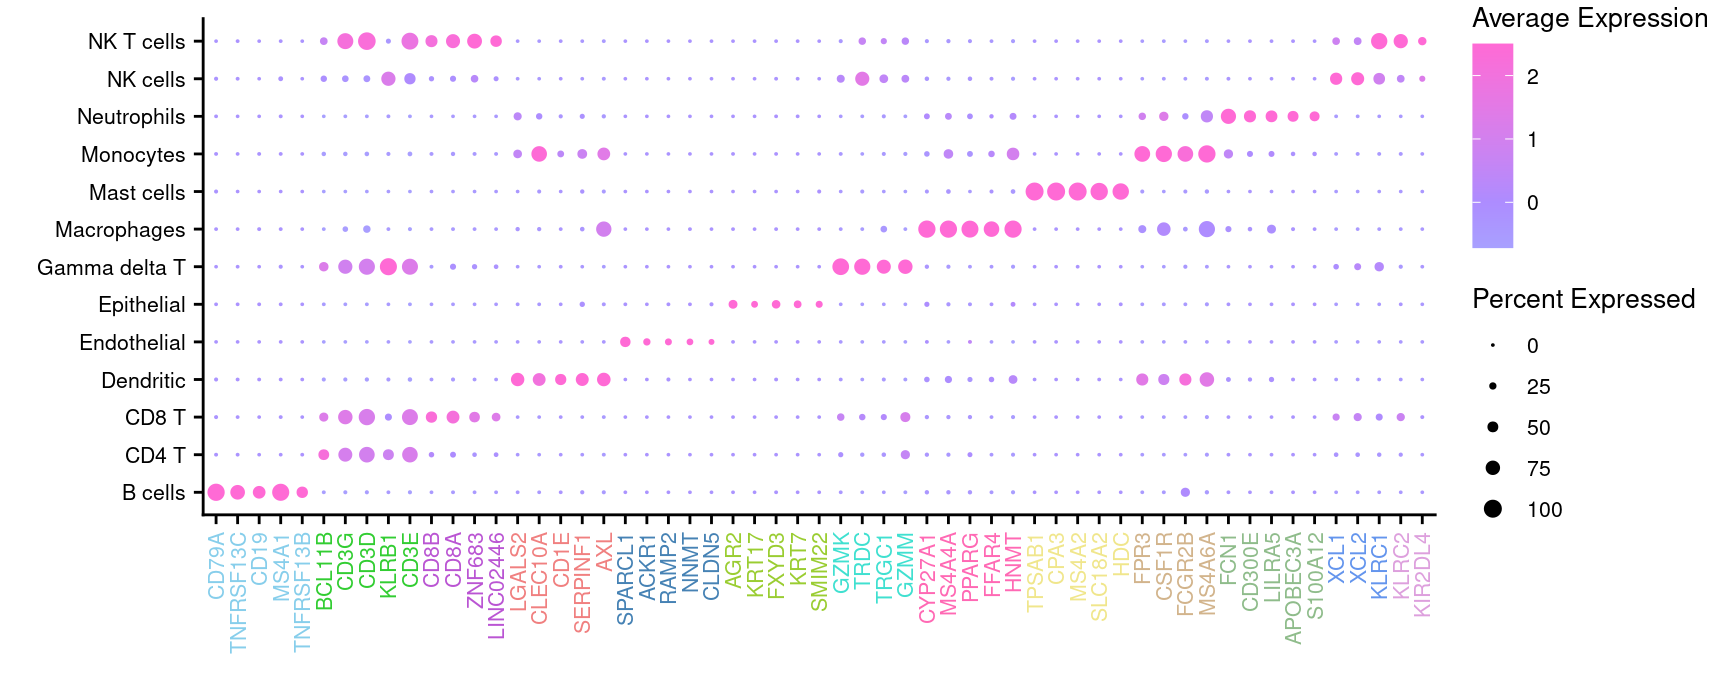 NK T cells
NK cells
Neutrophils
Monocytes
Mast cells
Macrophages
Gamma delta T
Epithelial
Endothelial
Dendritic
CD8 T
CD4 T
B cells
CD79A
TNFRSF13C
CD19
MS4A1
TNFRSF13B
BCL11B
CD3G
CD3D
KLRB1
CD3E
CD8B
CD8A
ZNF683
LINC02446
LGALS2
CLEC10A
CD1E
SERPINF1
AXL
SPARCL1
ACKR1
RAMP2
NNMT
CLDN5
AGR2
KRT17
FXYD3
KRT7
SMIM22
GZMK
TRDC
TRGC1
GZMM
CYP27A1
MS4A4A
PPARG
FFAR4
HNMT
TPSAB1
CPA3
MS4A2
SLC18A2
HDC
FPR3
CSF1R
FCGR2B
MS4A6A
FCN1
CD300E
LILRA5
APOBEC3A
S100A12
XCL1
XCL2
KLRC1
KLRC2
KIR2DL4
Average Expression
2
1
0
Percent Expressed
0
25
50
75
100